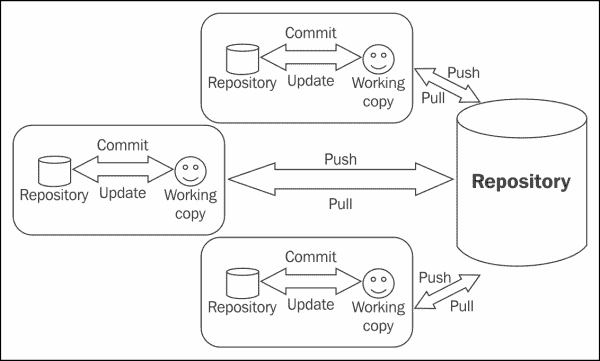 Commit
Repository
Update
Working
copy
Push
Pull
Commit
Repository
Update
Working
copy
Push
Pull
Repository
Commit
Repository
Update
Working
copy
Push
Pull